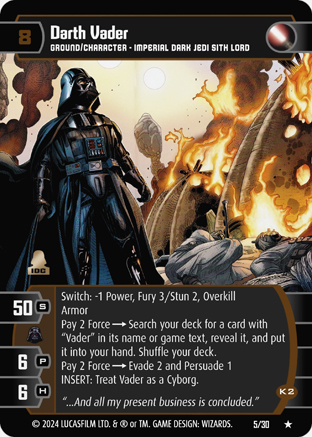 8
Darth Vader
GROUND/CHARACTER - IMPERIAL DARK JEDI SITH LORD
IDC
50 S
Switch: -1 Power, Fury 3/Stun 2, Overkill
Armor
Pay 2 Force → Search your deck for a card with
"Vader" in its name or game text, reveal it, and put
it into your hand. Shuffle your deck.
6 P
Pay 2 Force → Evade 2 and Persuade 1
6 H
INSERT: Treat Vader as a Cyborg.
K2
"...And all my present business is concluded."
© 2024 LUCASFILM LTD. & ® or TM. GAME DESIGN: WIZARDS. 5/30 ★